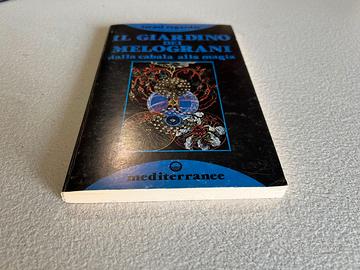 israel regardie
IL GIARDINO
DEI
MELOGRANI
dalla cabala alla magia
mediterranee